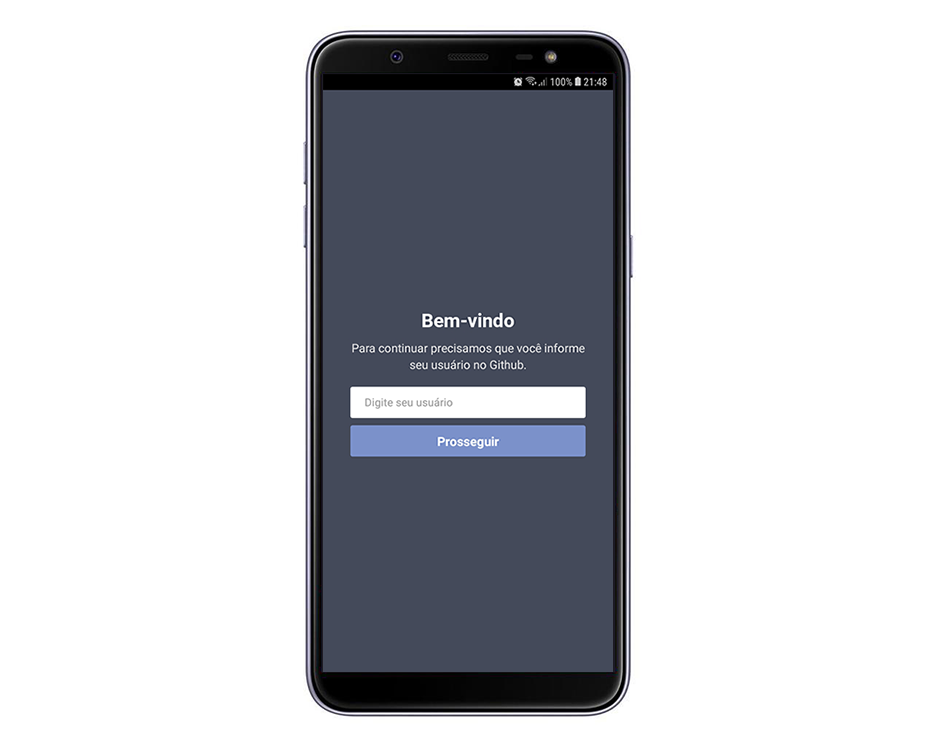 100% 21:48
Bem-vindo
Para continuar precisamos que você informe
seu usuário no Github.
Digite seu usuário
Prosseguir